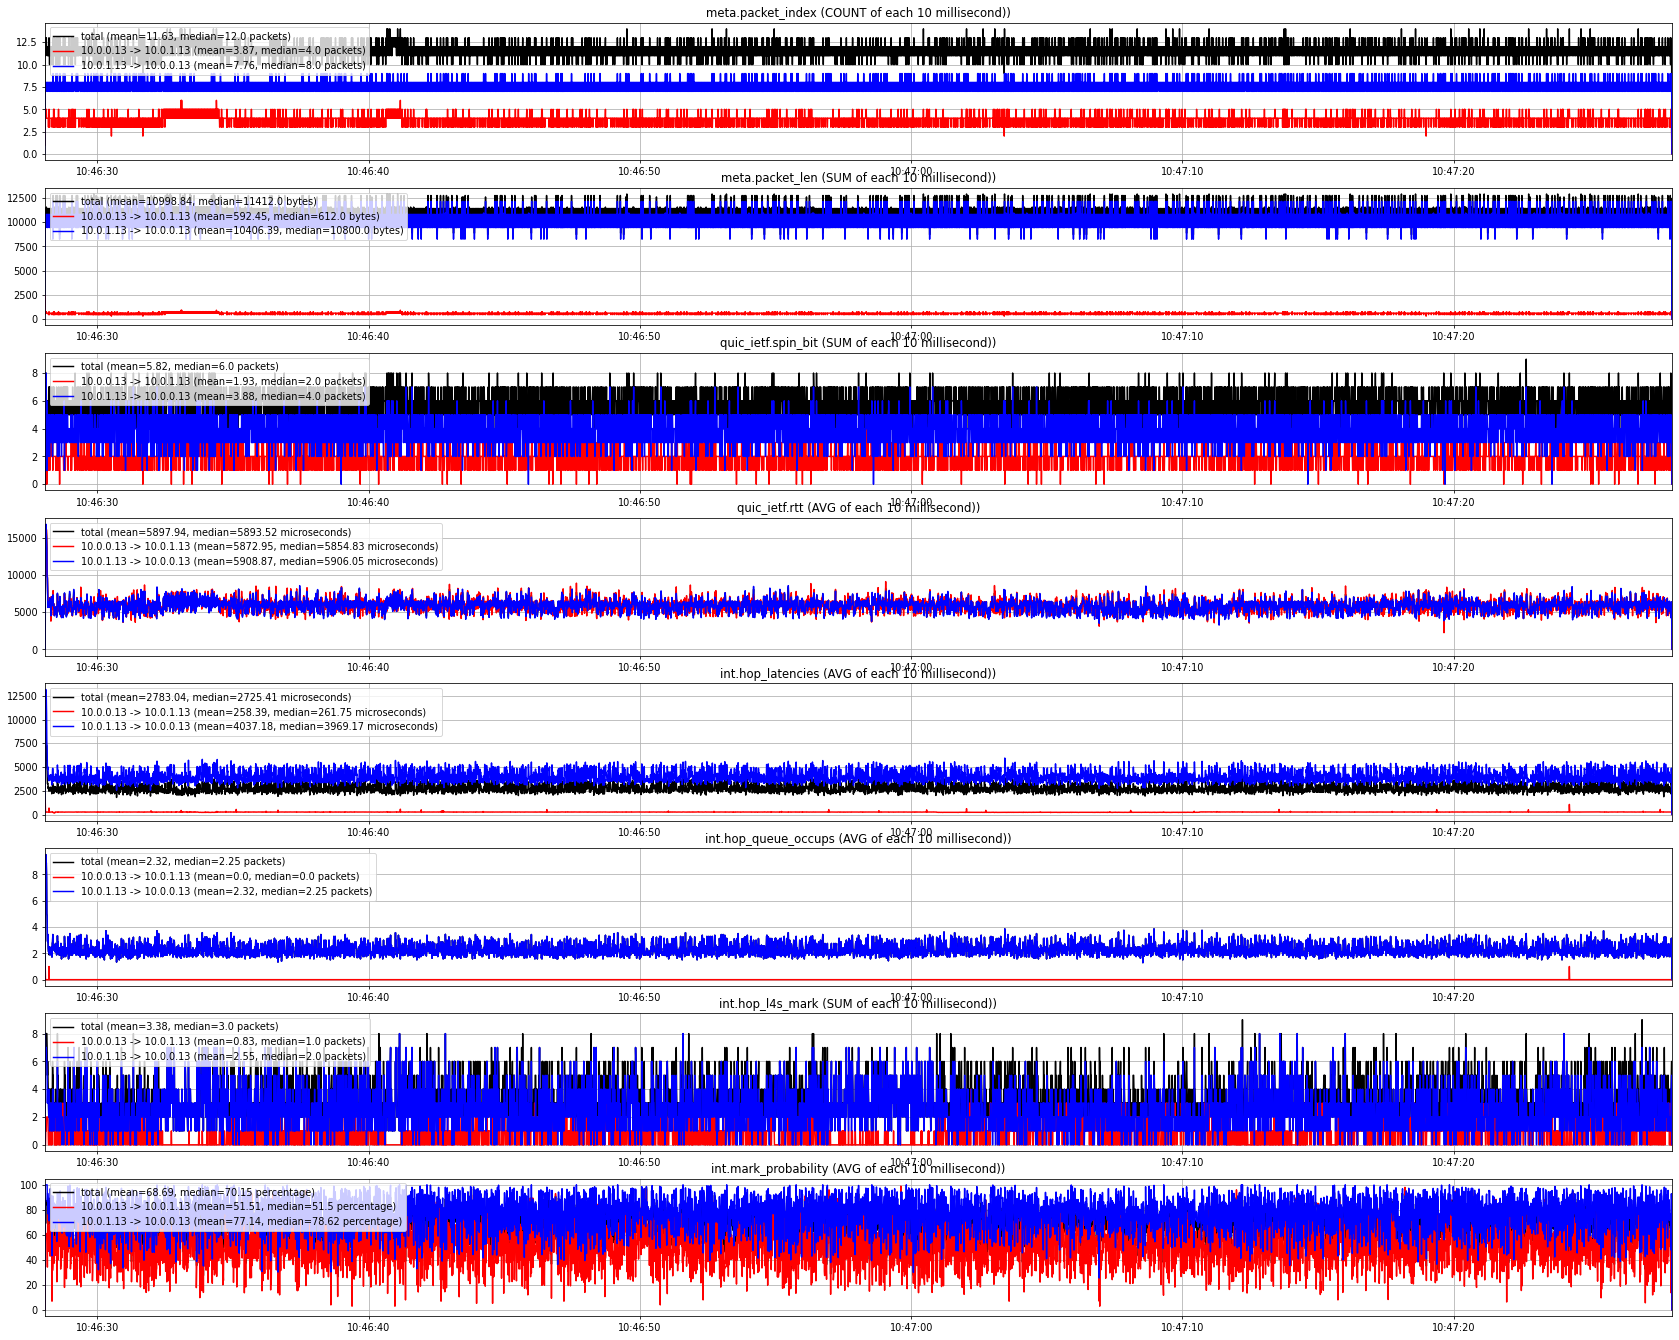 meta.packet_index (COUNT of each 10 millisecond))
total (mean=11.63, median=12.0 packets)
10.0.0.13 -> 10.0.1.13 (mean=3.87, median=4.0 packets)
10.0.1.13 -> 10.0.0.13 (mean=7.76, median=8.0 packets)
12.5
10.0
7.5
5.0
2.5
0.0
10:46:30 10:46:40 10:46:50 10:47:00 10:47:10 10:47:20
meta.packet_len (SUM of each 10 millisecond))
total (mean=10998.84, median=11412.0 bytes)
10.0.0.13 -> 10.0.1.13 (mean=592.45, median=612.0 bytes)
10.0.1.13 -> 10.0.0.13 (mean=10406.39, median=10800.0 bytes)
12500
10000
7500
5000
2500
0
10:46:30 10:46:40 10:46:50 10:47:00 10:47:10 10:47:20
quic_ietf.spin_bit (SUM of each 10 millisecond))
total (mean=5.82, median=6.0 packets)
10.0.0.13 -> 10.0.1.13 (mean=1.93, median=2.0 packets)
10.0.1.13 -> 10.0.0.13 (mean=3.88, median=4.0 packets)
8
6
4
2
0
10:46:30 10:46:40 10:46:50 10:47:00 10:47:10 10:47:20
quic_ietf.rtt (AVG of each 10 millisecond))
total (mean=5897.94, median=5893.52 microseconds)
10.0.0.13 -> 10.0.1.13 (mean=5872.95, median=5854.83 microseconds)
10.0.1.13 -> 10.0.0.13 (mean=5908.87, median=5906.05 microseconds)
15000
10000
5000
0
10:46:30 10:46:40 10:46:50 10:47:00 10:47:10 10:47:20
int.hop_latencies (AVG of each 10 millisecond))
total (mean=2783.04, median=2725.41 microseconds)
10.0.0.13 -> 10.0.1.13 (mean=258.39, median=261.75 microseconds)
10.0.1.13 -> 10.0.0.13 (mean=4037.18, median=3969.17 microseconds)
12500
10000
7500
5000
2500
0
10:46:30 10:46:40 10:46:50 10:47:00 10:47:10 10:47:20
int.hop_queue_occups (AVG of each 10 millisecond))
total (mean=2.32, median=2.25 packets)
10.0.0.13 -> 10.0.1.13 (mean=0.0, median=0.0 packets)
10.0.1.13 -> 10.0.0.13 (mean=2.32, median=2.25 packets)
8
6
4
2
0
10:46:30 10:46:40 10:46:50 10:47:00 10:47:10 10:47:20
int.hop_l4s_mark (SUM of each 10 millisecond))
total (mean=3.38, median=3.0 packets)
10.0.0.13 -> 10.0.1.13 (mean=0.83, median=1.0 packets)
10.0.1.13 -> 10.0.0.13 (mean=2.55, median=2.0 packets)
8
6
4
2
0
10:46:30 10:46:40 10:46:50 10:47:00 10:47:10 10:47:20
int.mark_probability (AVG of each 10 millisecond))
total (mean=68.69, median=70.15 percentage)
10.0.0.13 -> 10.0.1.13 (mean=51.51, median=51.5 percentage)
10.0.1.13 -> 10.0.0.13 (mean=77.14, median=78.62 percentage)
100
80
60
40
20
0
10:46:30 10:46:40 10:46:50 10:47:00 10:47:10 10:47:20